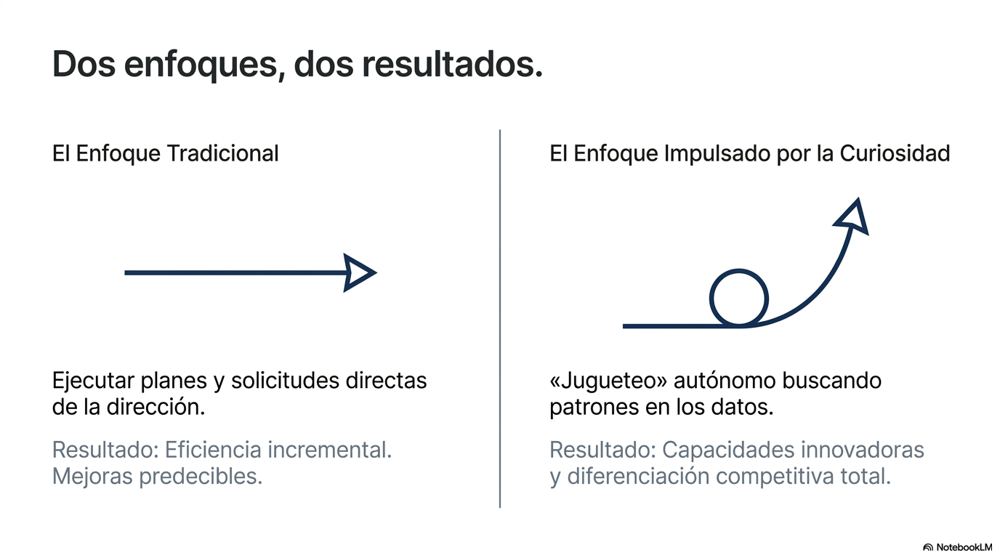 Dos enfoques, dos resultados.
El Enfoque Tradicional
Ejecutar planes y solicitudes directas
de la dirección.
Resultado: Eficiencia incremental.
Mejoras predecibles.
El Enfoque Impulsado por la Curiosidad
«Jugueteo» autónomo buscando
patrones en los datos.
Resultado: Capacidades innovadoras
y diferenciación competitiva total.
NotebookLM